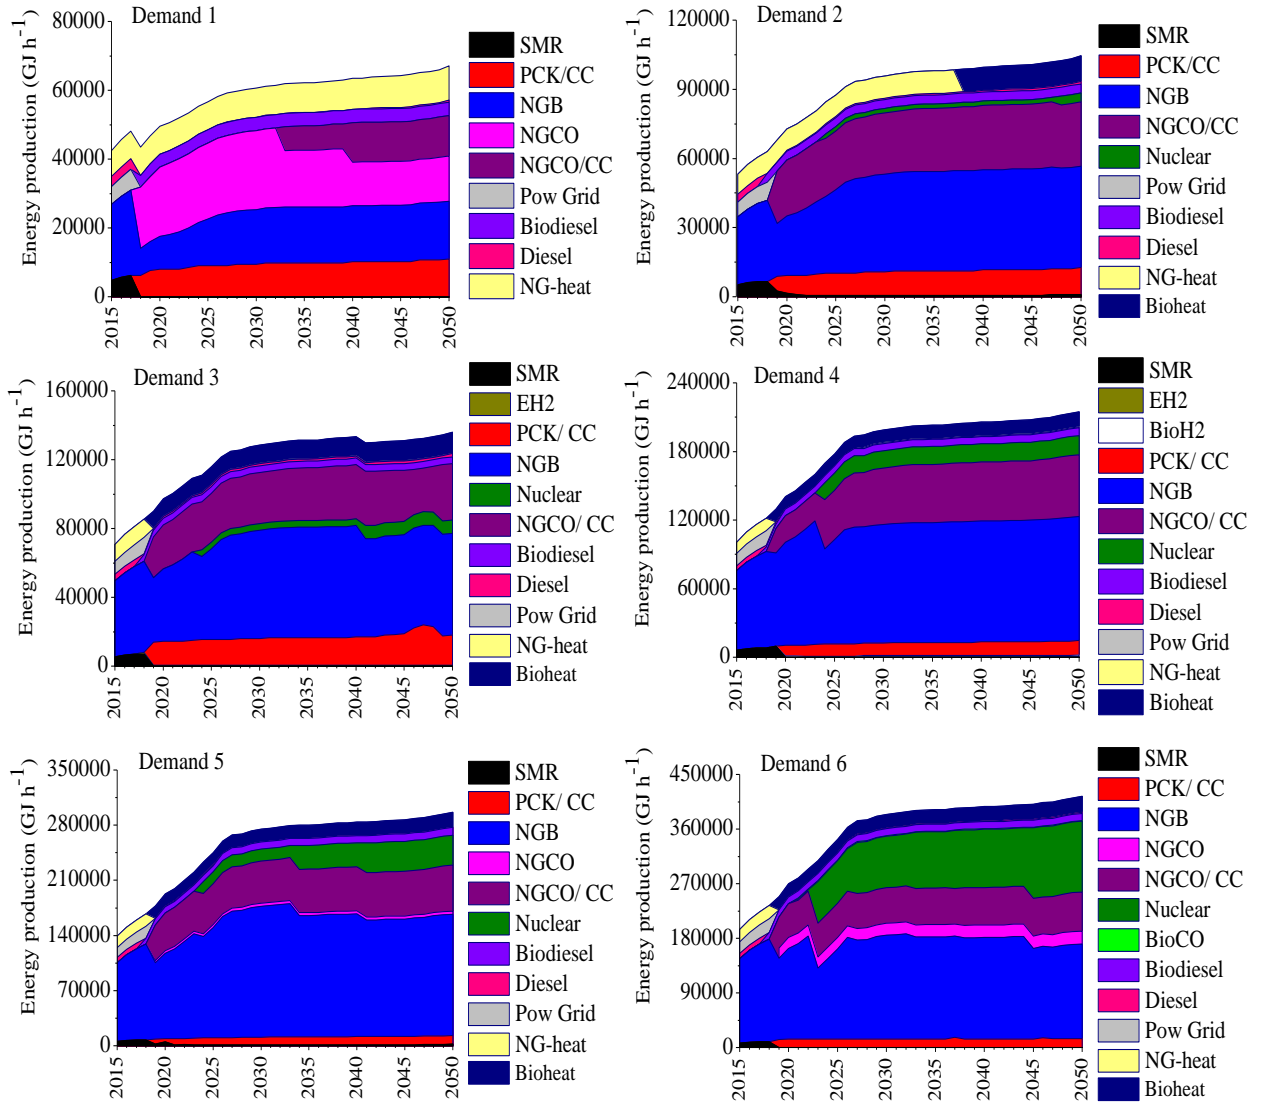 Demand 1
Energy production (GJ h-1)
80000
60000
40000
20000
0
2015
2020
2025
2030
2035
2040
2045
2050
SMR
PCK/CC
NGB
NGCO
NGCO/CC
Pow Grid
Biodiesel
Diesel
NG-heat
Demand 2
Energy production (GJ h-1)
120000
90000
60000
30000
0
2015
2020
2025
2030
2035
2040
2045
2050
SMR
PCK/CC
NGB
NGCO/CC
Nuclear
Pow Grid
Biodiesel
Diesel
NG-heat
Bioheat
Demand 3
Energy production (GJ h-1)
160000
120000
80000
40000
0
2015
2020
2025
2030
2035
2040
2045
2050
SMR
EH2
PCK/ CC
NGB
Nuclear
NGCO/ CC
Biodiesel
Diesel
Pow Grid
NG-heat
Bioheat
Demand 4
Energy production (GJ h-1)
240000
180000
120000
60000
0
2015
2020
2025
2030
2035
2040
2045
2050
SMR
EH2
BioH2
PCK/ CC
NGB
NGCO/ CC
Nuclear
Biodiesel
Diesel
Pow Grid
NG-heat
Bioheat
Demand 5
Energy production (GJ h-1)
350000
280000
210000
140000
70000
0
2015
2020
2025
2030
2035
2040
2045
2050
SMR
PCK/ CC
NGB
NGCO
NGCO/ CC
Nuclear
Biodiesel
Diesel
Pow Grid
NG-heat
Bioheat
Demand 6
Energy production (GJ h-1)
450000
360000
270000
180000
90000
0
2015
2020
2025
2030
2035
2040
2045
2050
SMR
PCK/ CC
NGB
NGCO
NGCO/ CC
Nuclear
BioCO
Biodiesel
Diesel
Pow Grid
NG-heat
Bioheat